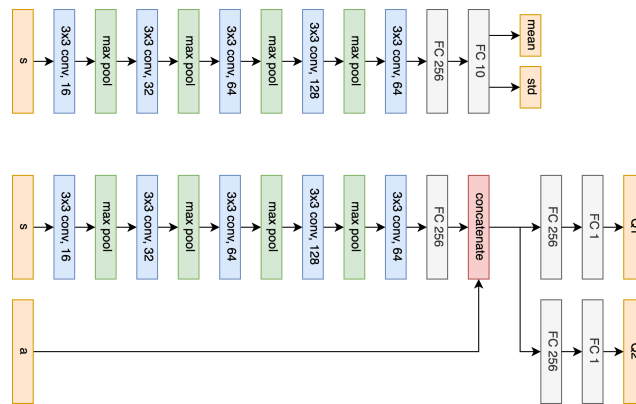 s
3x3 conv, 16
max pool
3x3 conv, 32
max pool
3x3 conv, 64
max pool
3x3 conv, 128
max pool
3x3 conv, 64
FC 256
FC 10
mean
std
s
3x3 conv, 16
max pool
3x3 conv, 32
max pool
3x3 conv, 64
max pool
3x3 conv, 128
max pool
3x3 conv, 64
FC 256
concatenate
FC 256
FC 1
Q1
a
FC 256
FC 1
Q2